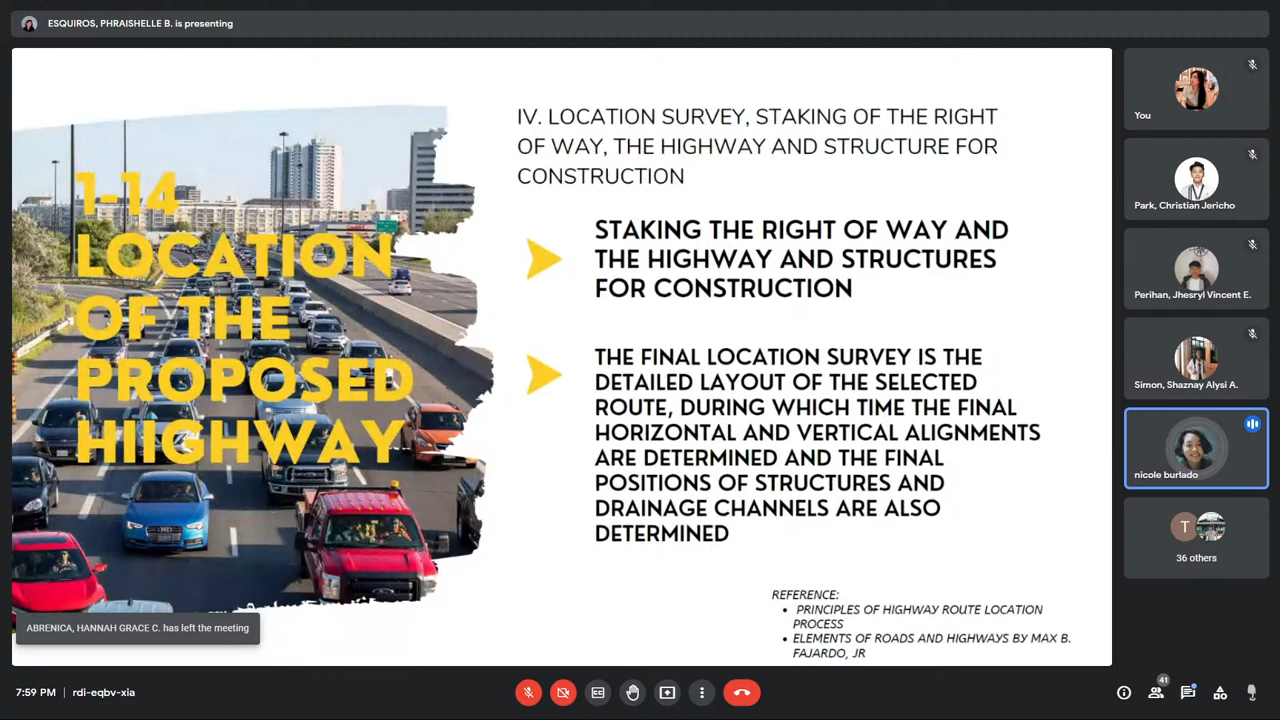 ESQUIROS, PHRAISHELLE B. is presenting
1-14
LOCATION
OF THE
PROPOSED
HIIGHWAY
IV. LOCATION SURVEY, STAKING OF THE RIGHT
OF WAY, THE HIGHWAY AND STRUCTURE FOR
CONSTRUCTION
STAKING THE RIGHT OF WAY AND
THE HIGHWAY AND STRUCTURES
FOR CONSTRUCTION
THE FINAL LOCATION SURVEY IS THE
DETAILED LAYOUT OF THE SELECTED
ROUTE, DURING WHICH TIME THE FINAL
HORIZONTAL AND VERTICAL ALIGNMENTS
ARE DETERMINED AND THE FINAL
POSITIONS OF STRUCTURES AND
DRAINAGE CHANNELS ARE ALSO
DETERMINED
REFERENCE:
• PRINCIPLES OF HIGHWAY ROUTE LOCATION
PROCESS
• ELEMENTS OF ROADS AND HIGHWAYS BY MAX B.
FAJARDO, JR
ABRENICA, HANNAH GRACE C. has left the meeting
You
Park, Christian Jericho
Perihan, Jhesryl Vincent E.
Simon, Shaznay Alysi A.
nicole burlado
T
36 others
7:59 PM | rdi-eqbv-xia
41